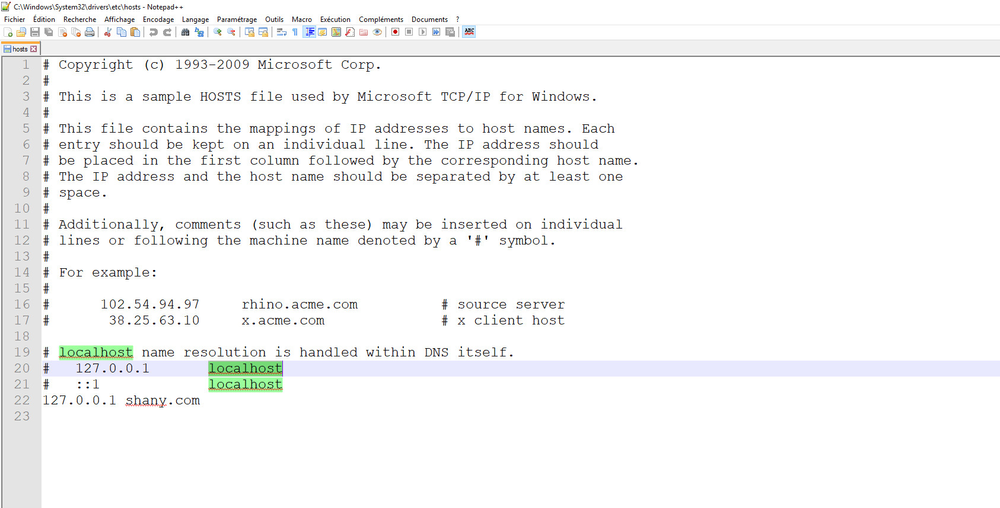 C:\Windows\System32\drivers\etc\hosts - Notepad++
Fichier Édition Recherche Affichage Encodage Langage Paramétrage Outils Macro Exécution Compléments Documents ?
ABC
hosts
1 # Copyright (c) 1993-2009 Microsoft Corp.
2 #
3 # This is a sample HOSTS file used by Microsoft TCP/IP for Windows.
4 #
5 # This file contains the mappings of IP addresses to host names. Each
6 # entry should be kept on an individual line. The IP address should
7 # be placed in the first column followed by the corresponding host name.
8 # The IP address and the host name should be separated by at least one
9 # space.
10 #
11 # Additionally, comments (such as these) may be inserted on individual
12 # lines or following the machine name denoted by a '#' symbol.
13 #
14 # For example:
15 #
16 # 102.54.94.97 rhino.acme.com # source server
17 # 38.25.63.10 x.acme.com # x client host
18
19 # localhost name resolution is handled within DNS itself.
20 # 127.0.0.1 localhost
21 # ::1 localhost
22 127.0.0.1 shany.com
23